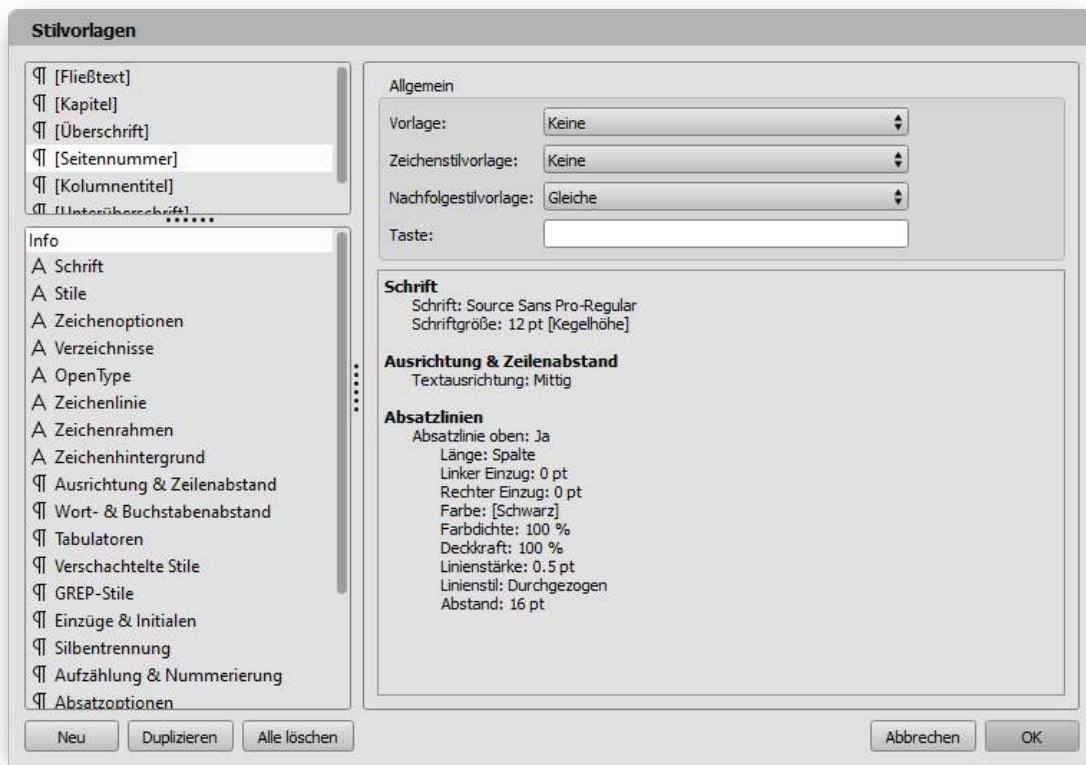 Stilvorlagen
¶ [Fließtext]
¶ [Kapitel]
¶ [Überschrift]
¶ [Seitennummer]
¶ [Kolumnentitel]
¶ [Unterüberschrift]
Info
A Schrift
A Stile
A Zeichenoptionen
A Verzeichnisse
A OpenType
A Zeichenlinie
A Zeichenrahmen
A Zeichenhintergrund
¶ Ausrichtung & Zeilenabstand
¶ Wort- & Buchstabenabstand
¶ Tabulatoren
¶ Verschachtelte Stile
¶ GREP-Stile
¶ Einzüge & Initialen
¶ Silbentrennung
¶ Aufzählung & Nummerierung
¶ Absatzoptionen
Allgemein
Vorlage: Keine
Zeichenstilvorlage: Keine
Nachfolgestilvorlage: Gleiche
Taste:
Schrift
Schrift: Source Sans Pro-Regular
Schriftgröße: 12 pt [Kegelhöhe]
Ausrichtung & Zeilenabstand
Textausrichtung: Mittig
Absatzlinien
Absatzlinie oben: Ja
Länge: Spalte
Linker Einzug: 0 pt
Rechter Einzug: 0 pt
Farbe: [Schwarz]
Farbdichte: 100 %
Deckkraft: 100 %
Linienstärke: 0.5 pt
Linienstil: Durchgezogen
Abstand: 16 pt
Neu Duplizieren Alle löschen Abbrechen OK